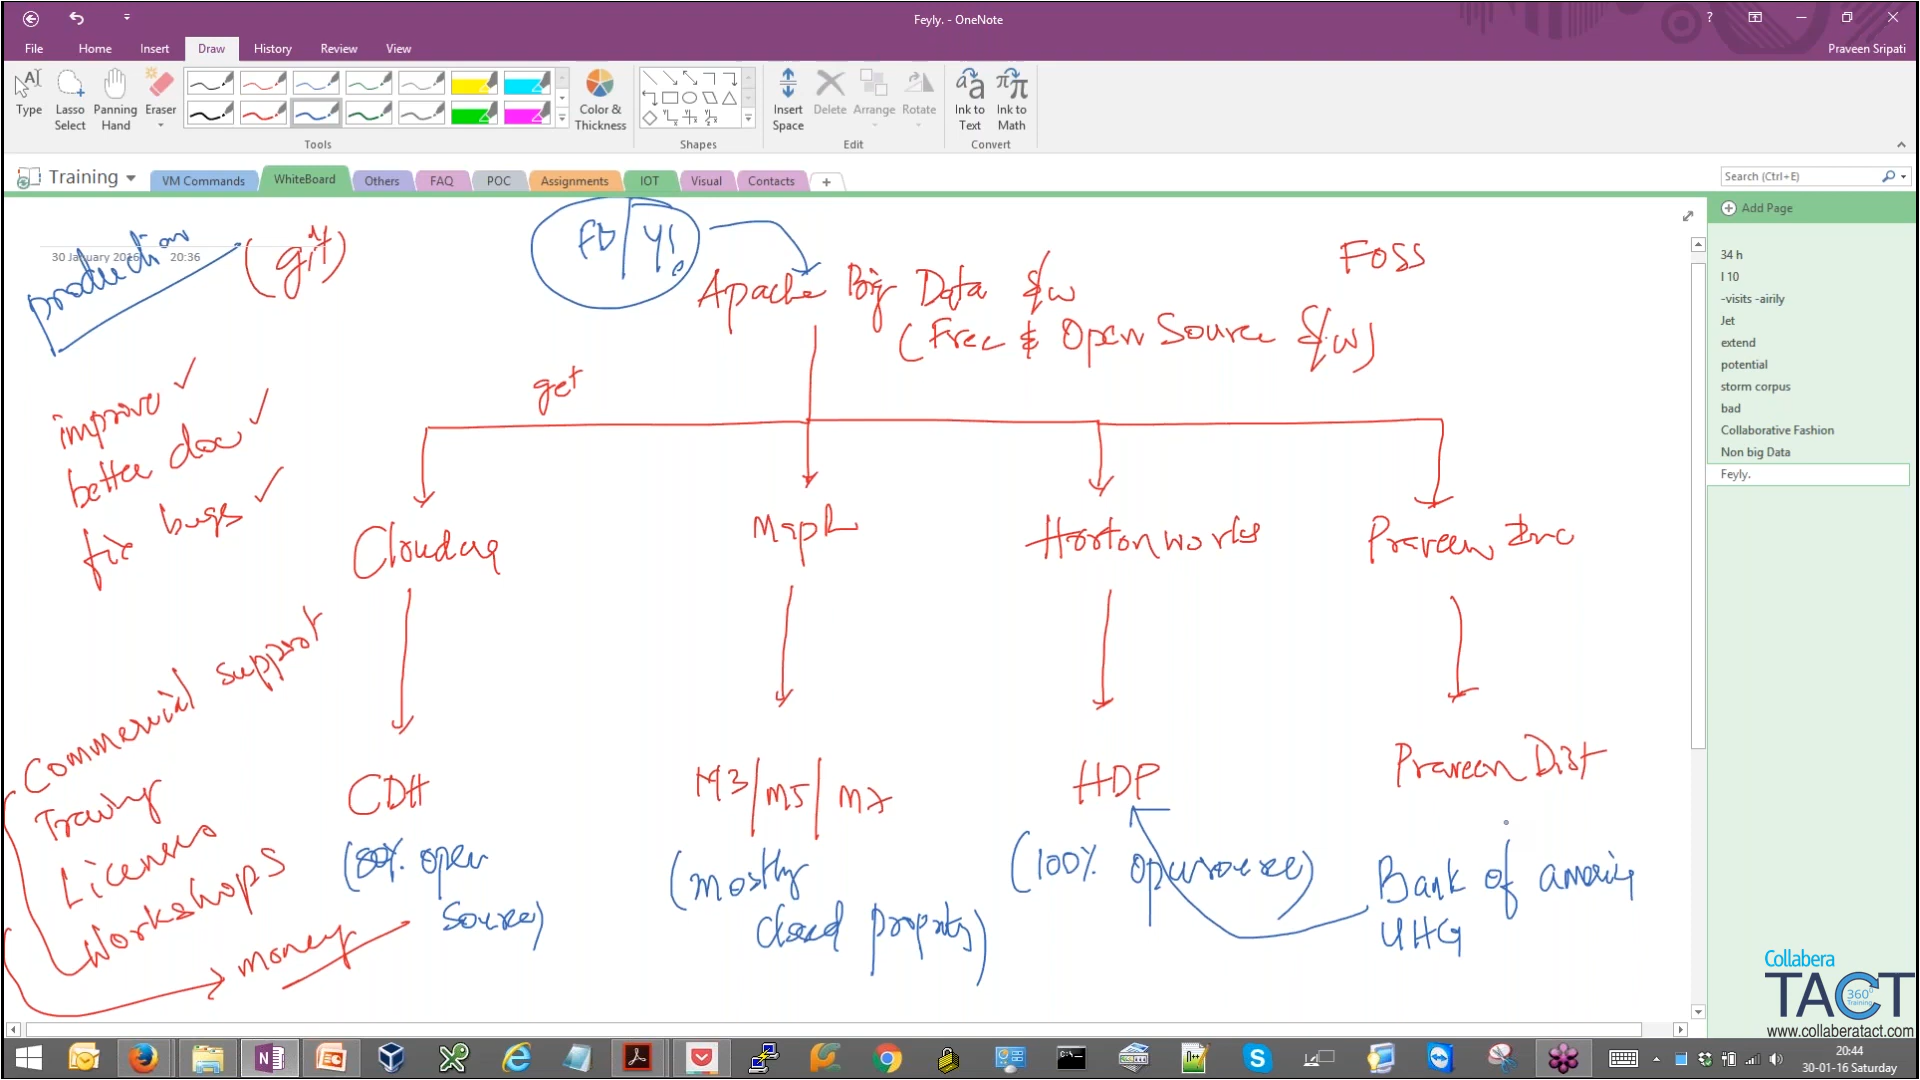 Feyly. - OneNote
?
File
Home
Insert
Draw
History
Review
View
Praveen Sripati
Type
Lasso Select
Panning Hand
Eraser
Color & Thickness
Insert Space
Delete
Arrange
Rotate
Ink to Text
Ink to Math
Tools
Shapes
Edit
Convert
Training
VM Commands
WhiteBoard
Others
FAQ
POC
Assignments
IOT
Visual
Contacts
Search (Ctrl+E)
Add Page
34 h
I 10
-visits -airily
Jet
extend
potential
storm corpus
bad
Collaborative Fashion
Non big Data
Feyly.
30 January 2016 20:36
production
(git)
FB/Y!
FOSS
Apache Big Data S/w
(Free & Open Source S/w)
get
improve ✓
better doc ✓
fix bugs ✓
Cloudera
MapR
Hortonworks
Praveen Inc
Commercial support
Training
Licenses
Workshops
money
CDH
(80% open
source)
M3/M5/M7
(mostly
closed
HDP
(100% opensource)
Praveen Dist
Bank of america
UHG
Collabera
TACT
360°
Training
www.collaberatact.com
20:44
30-01-16 Saturday